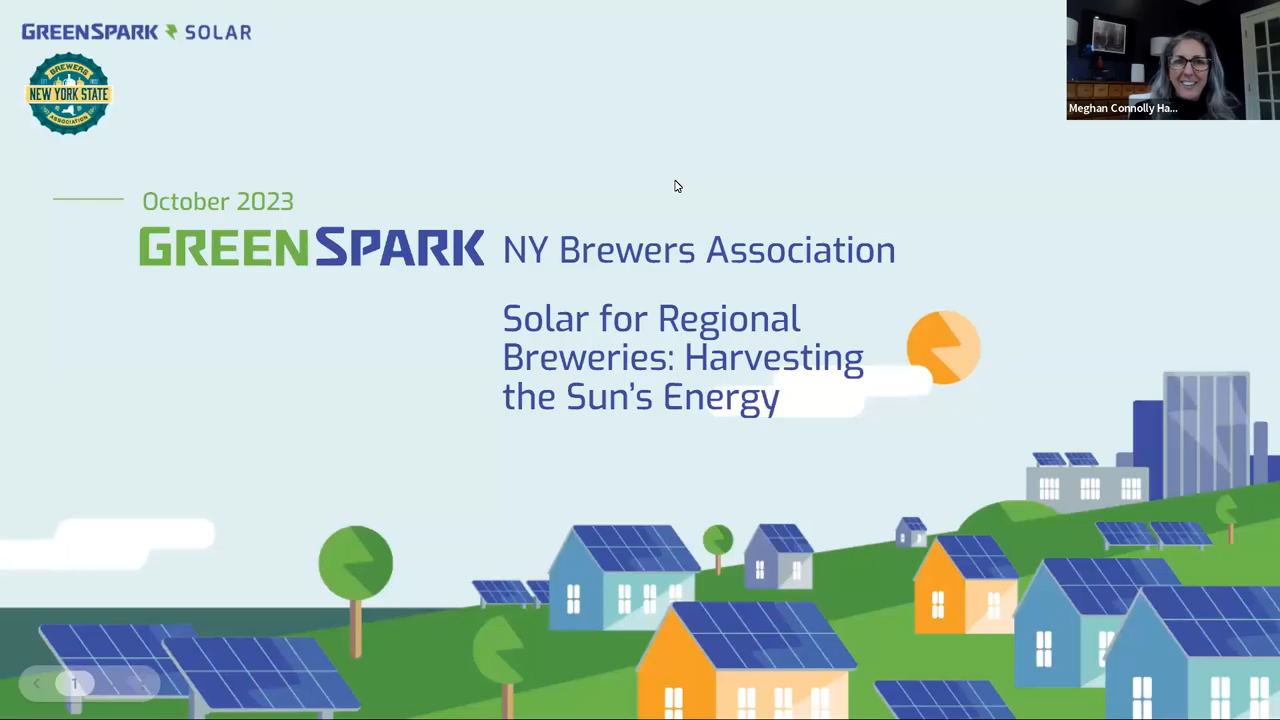 GREENSPARK SOLAR
BREWERS
NEW YORK STATE
ASSOCIATION
Meghan Connolly Ha...
October 2023
GREENSPARK NY Brewers Association
Solar for Regional
Breweries: Harvesting
the Sun's Energy
1